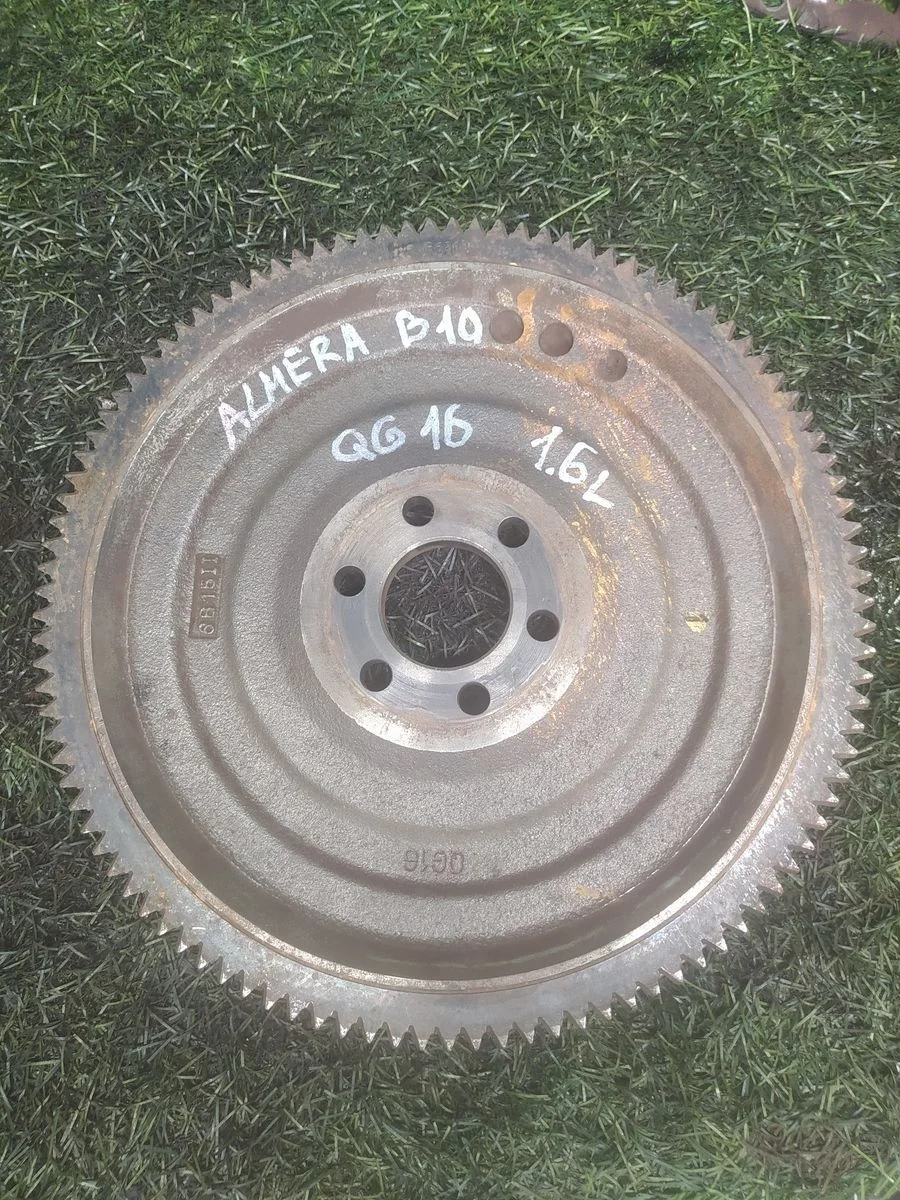 ALMERA B10
QG 16 1.6L
6B15II
QG16